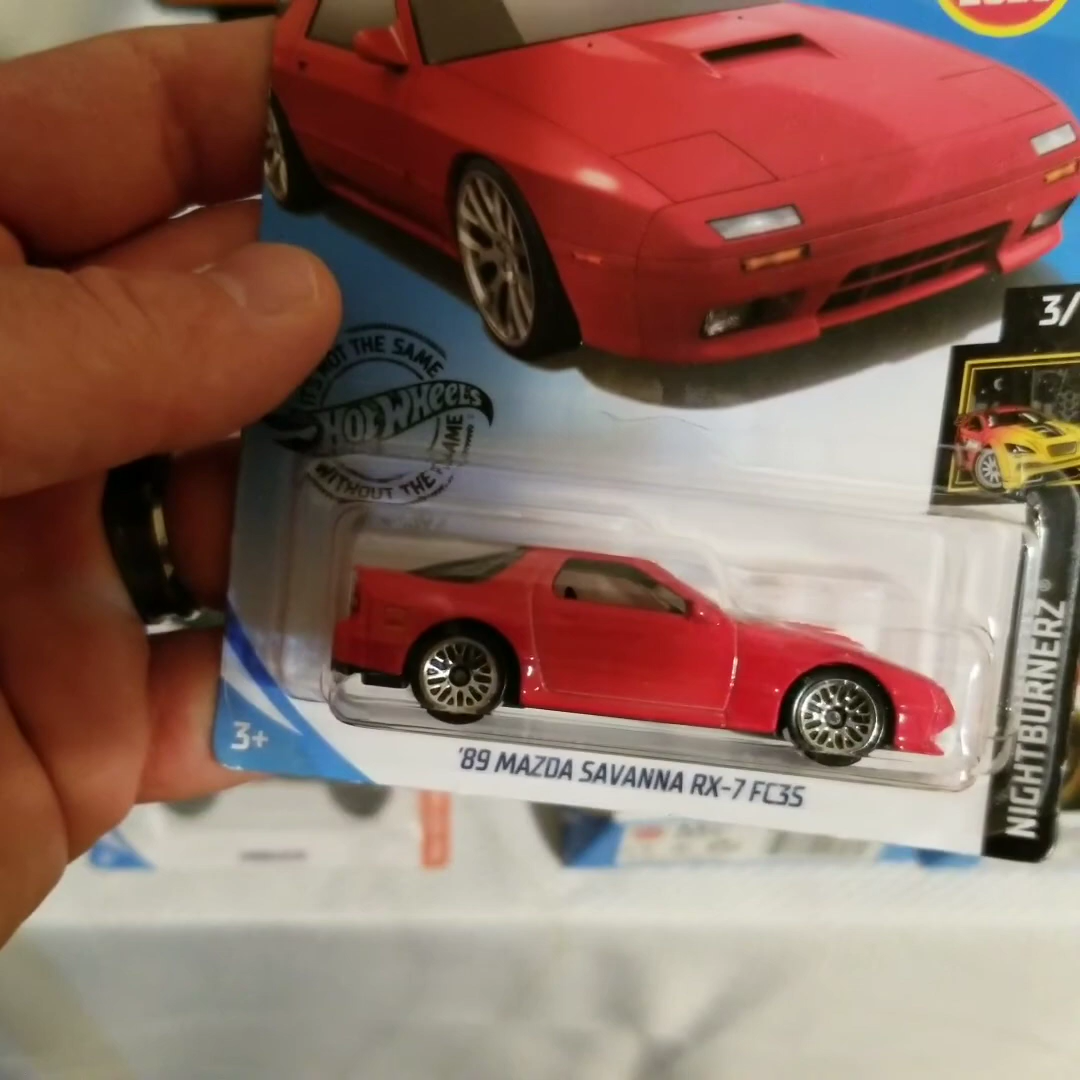 3/
IT'S NOT THE SAME
HOT WHEELS
WITHOUT THE FLAME
3+
'89 MAZDA SAVANNA RX-7 FC3S
NIGHTBURNERZ®